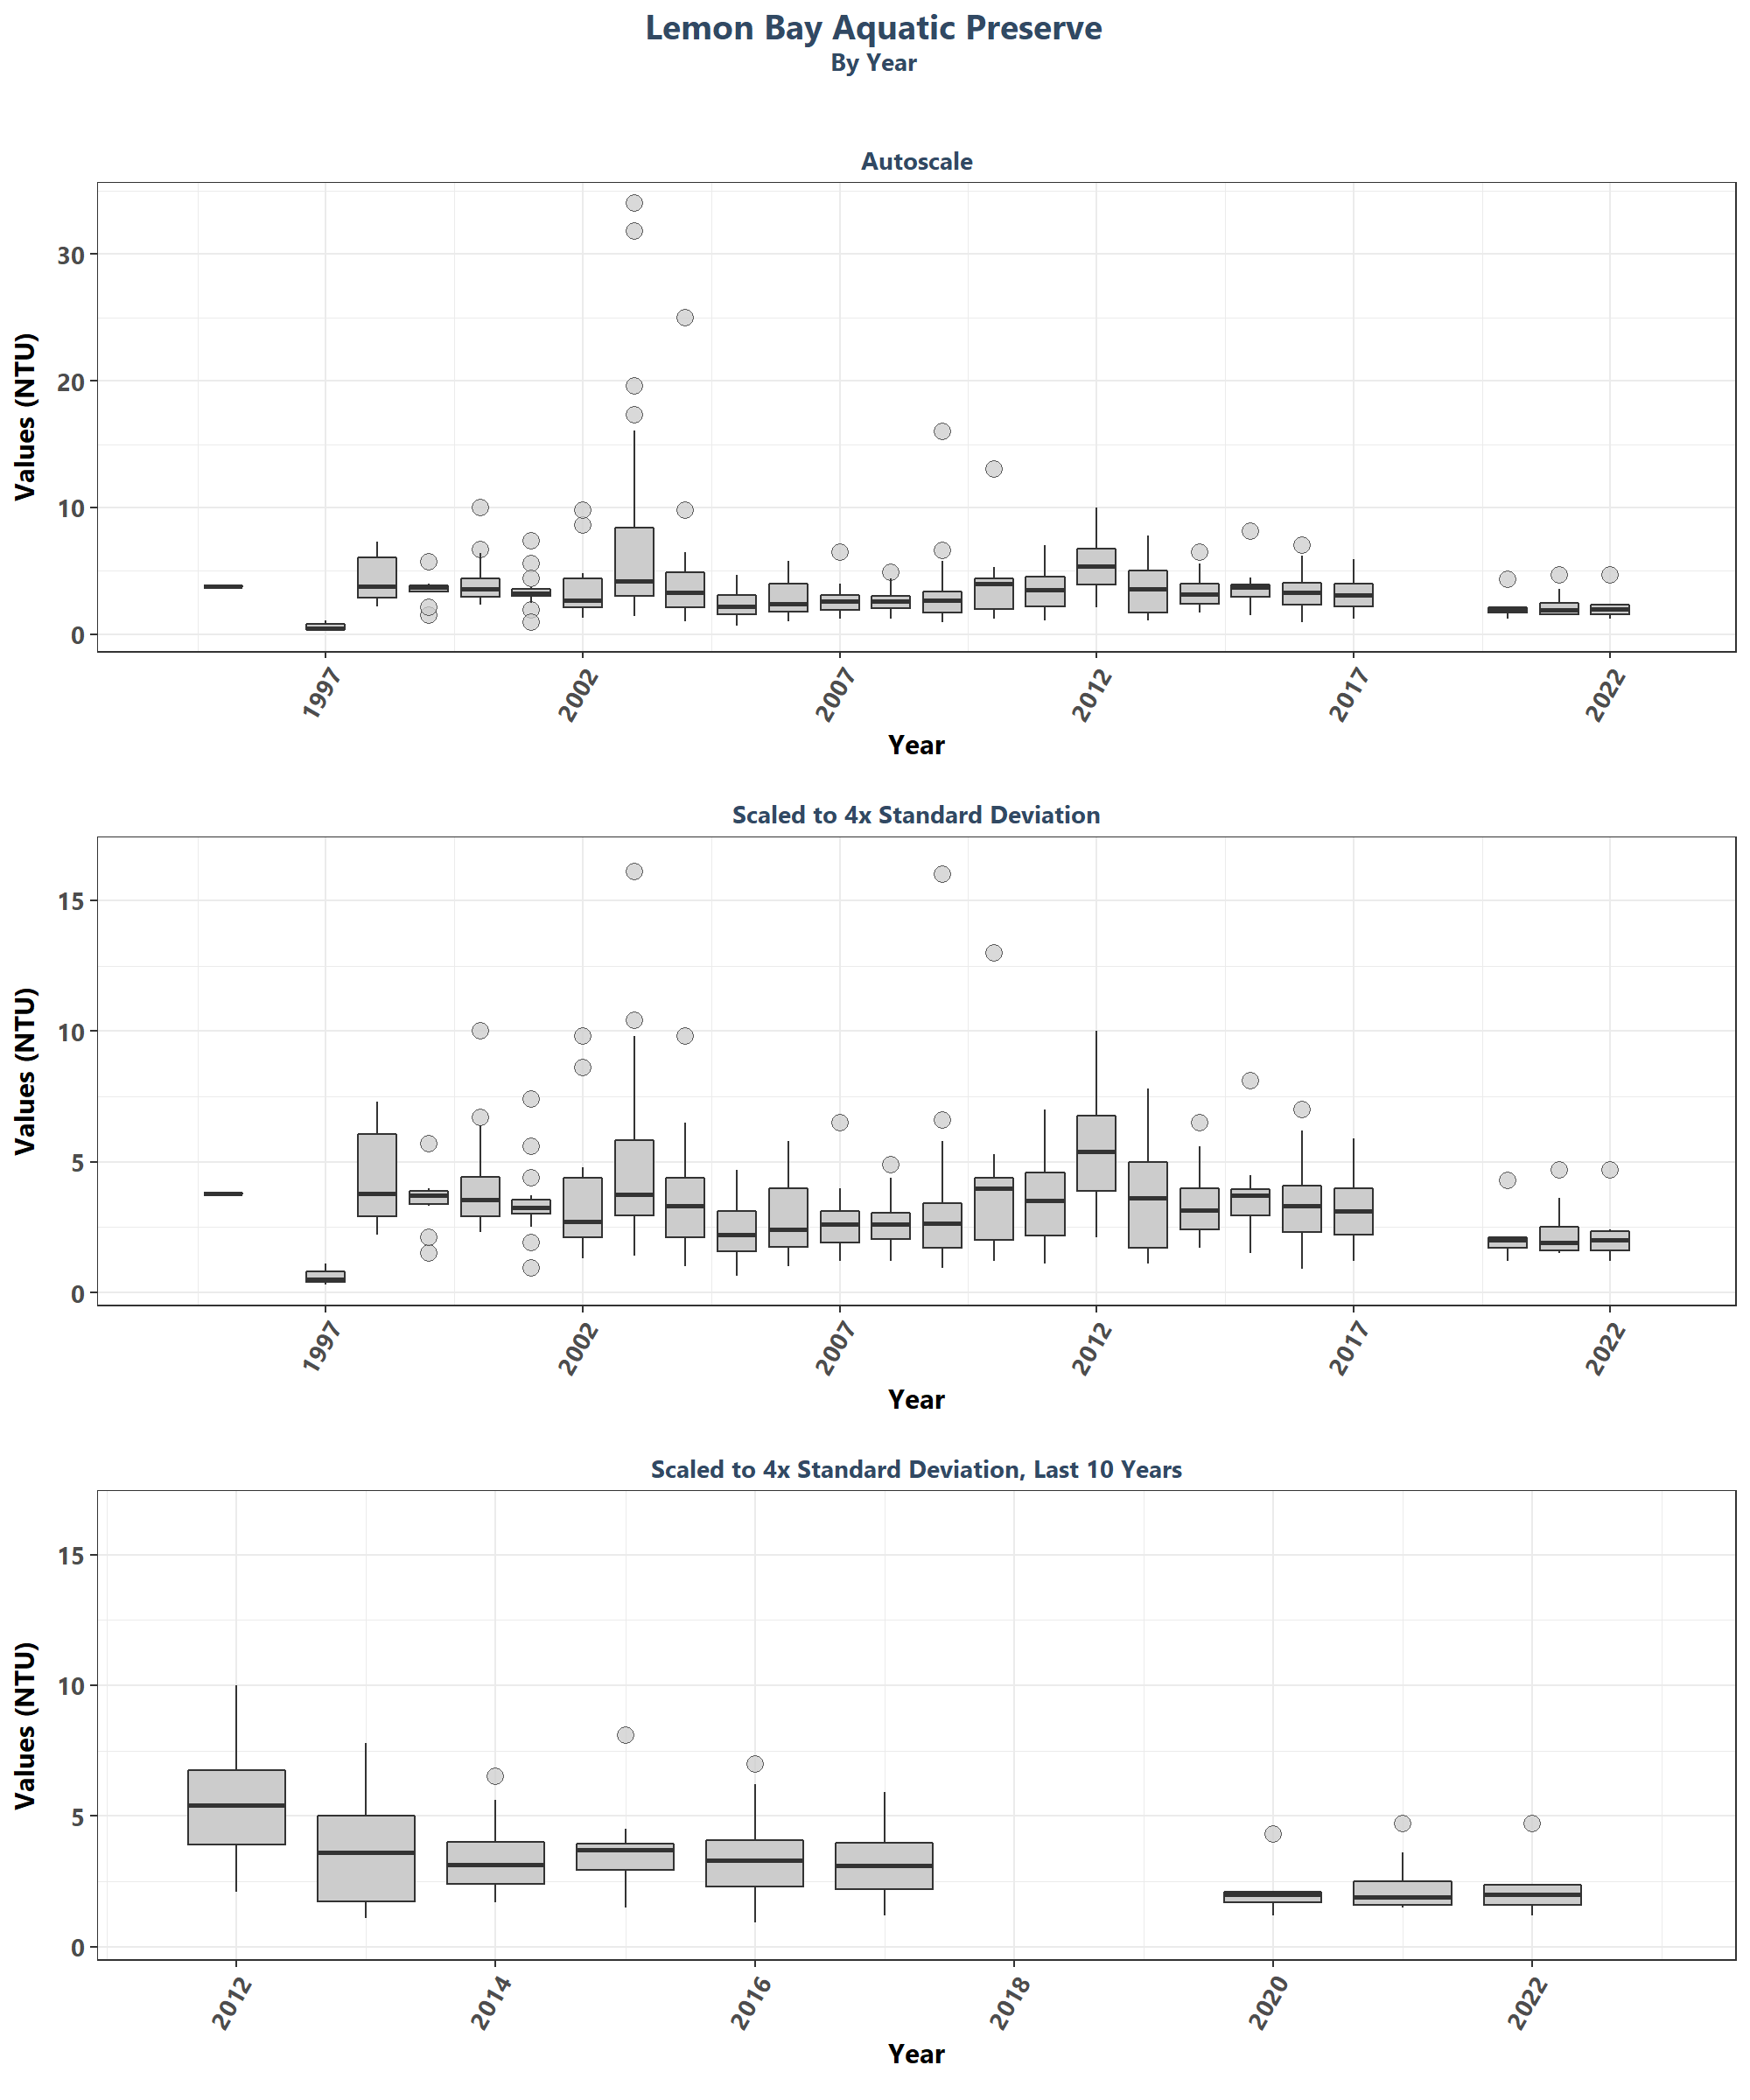 Lemon Bay Aquatic Preserve
By Year
Autoscale
Values (NTU)
30
20
10
0
1997
2002
2007
2012
2017
2022
Year
Scaled to 4x Standard Deviation
Values (NTU)
15
10
5
0
1997
2002
2007
2012
2017
2022
Year
Scaled to 4x Standard Deviation, Last 10 Years
Values (NTU)
15
10
5
0
2012
2014
2016
2018
2020
2022
Year